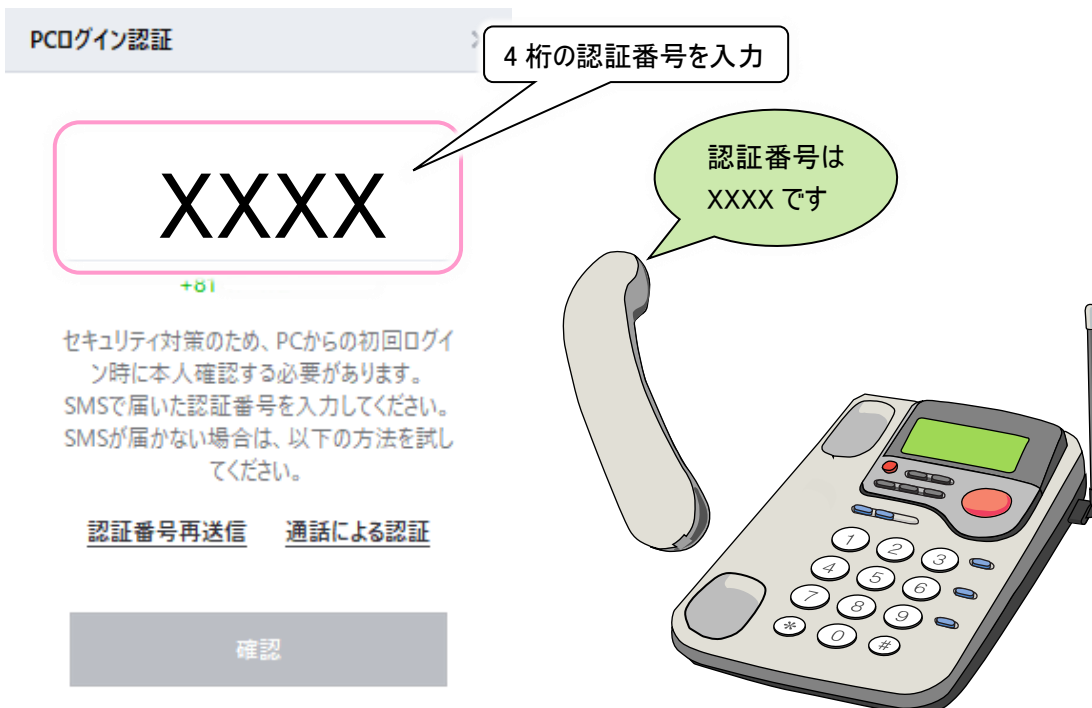 PCログイン認証
4 桁の認証番号を入力
XXXX
認証番号は
XXXX です
+81
セキュリティ対策のため、PCからの初回ログイ
ン時に本人確認する必要があります。
SMSで届いた認証番号を入力してください。
SMSが届かない場合は、以下の方法を試し
てください。
認証番号再送信 通話による認証
確認
1 2 3
4 5 6
7 8 9
* 0 #